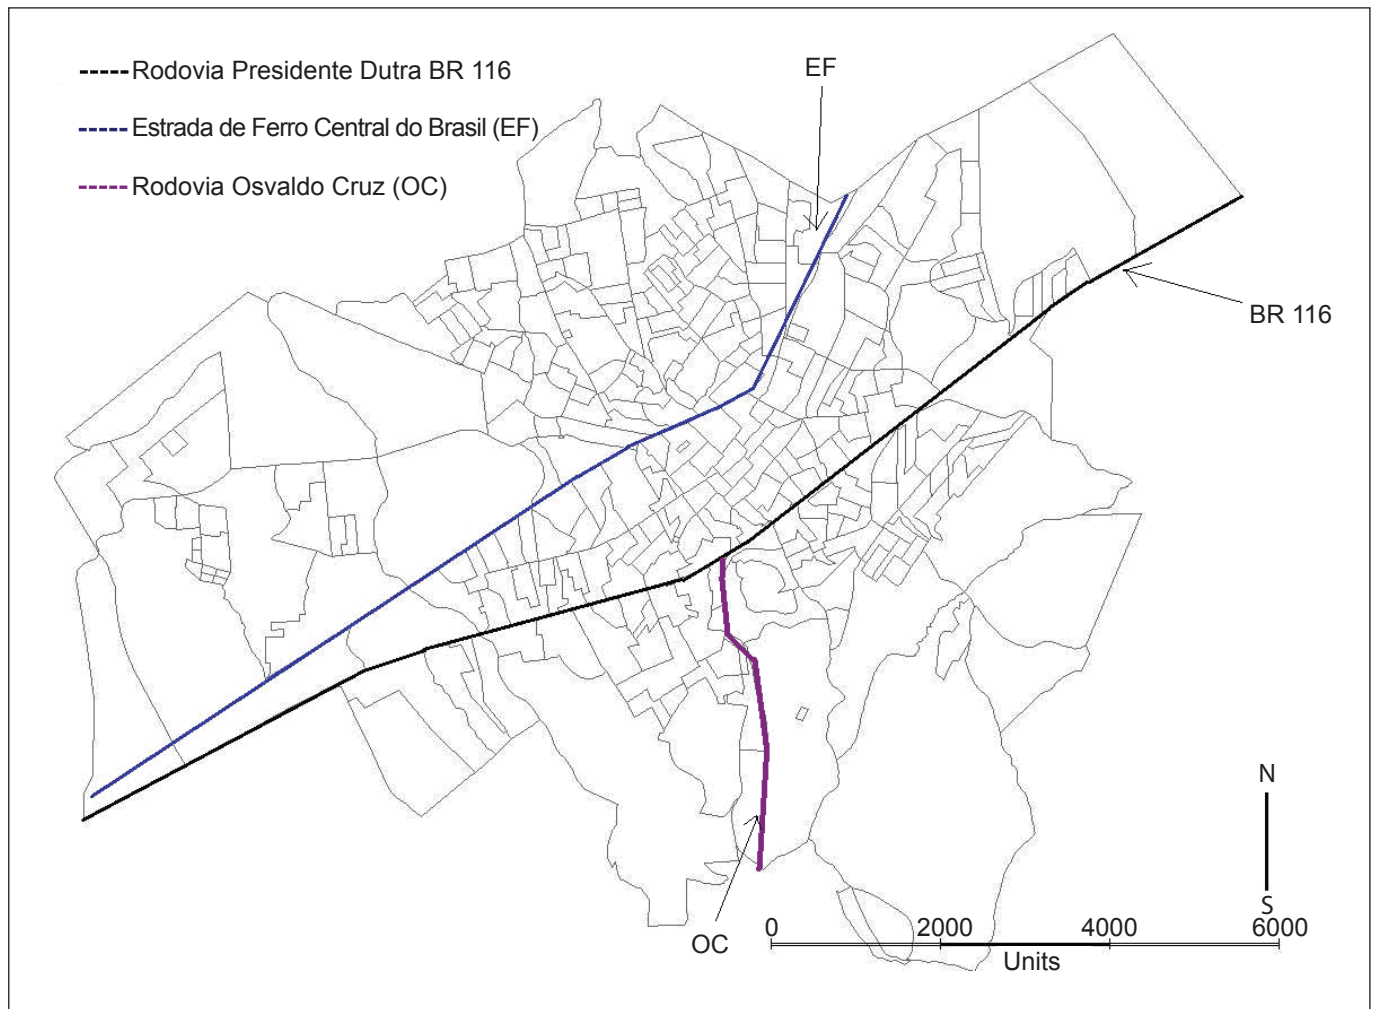 Rodovia Presidente Dutra BR 116
EF
Estrada de Ferro Central do Brasil (EF)
Rodovia Osvaldo Cruz (OC)
BR 116
N
S
OC
0 2000 4000 6000
Units